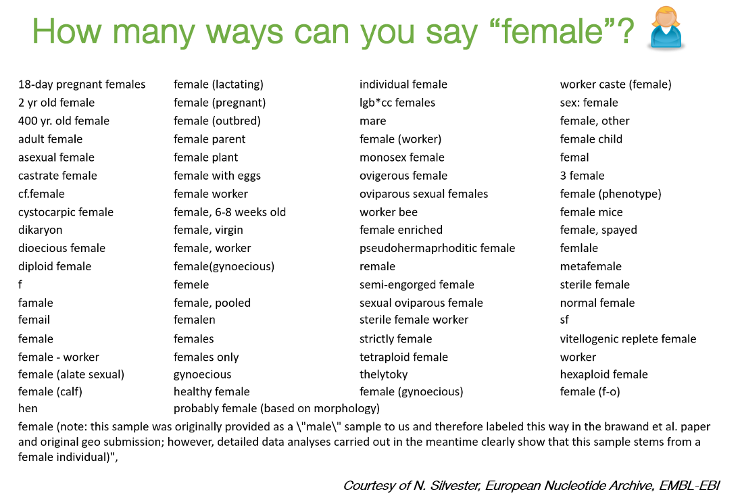 How many ways can you say “female”?
18-day pregnant females
2 yr old female
400 yr. old female
adult female
asexual female
castrate female
cf.female
cystocarpic female
dikaryon
dioecious female
diploid female
f
famale
femail
female
female - worker
female (alate sexual)
female (calf)
hen
female (lactating)
female (pregnant)
female (outbred)
female parent
female plant
female with eggs
female worker
female, 6-8 weeks old
female, virgin
female, worker
female(gynoecious)
femele
female, pooled
femalen
females
females only
gynoecious
healthy female
probably female (based on morphology)
individual female
lgb*cc females
mare
female (worker)
monosex female
ovigerous female
oviparous sexual females
worker bee
female enriched
pseudohermaprhoditic female
remale
semi-engorged female
sexual oviparous female
sterile female worker
strictly female
tetraploid female
thelytoky
female (gynoecious)
worker caste (female)
sex: female
female, other
female child
femal
3 female
female (phenotype)
female mice
female, spayed
femlale
metafemale
sterile female
normal female
sf
vitellogenic replete female
worker
hexaploid female
female (f-o)
female (note: this sample was originally provided as a \"male\" sample to us and therefore labeled this way in the brawand et al. paper
and original geo submission; however, detailed data analyses carried out in the meantime clearly show that this sample stems from a
female individual)",
Courtesy of N. Silvester, European Nucleotide Archive, EMBL-EBI